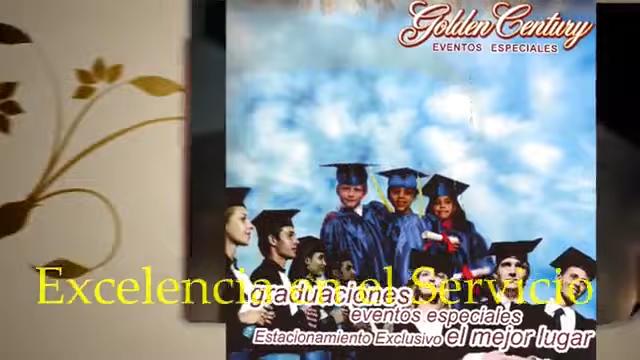 Golden Century
EVENTOS ESPECIALES
Excelencia en el Servicio
graduaciones
eventos especiales
Estacionamiento Exclusivo el mejor lugar